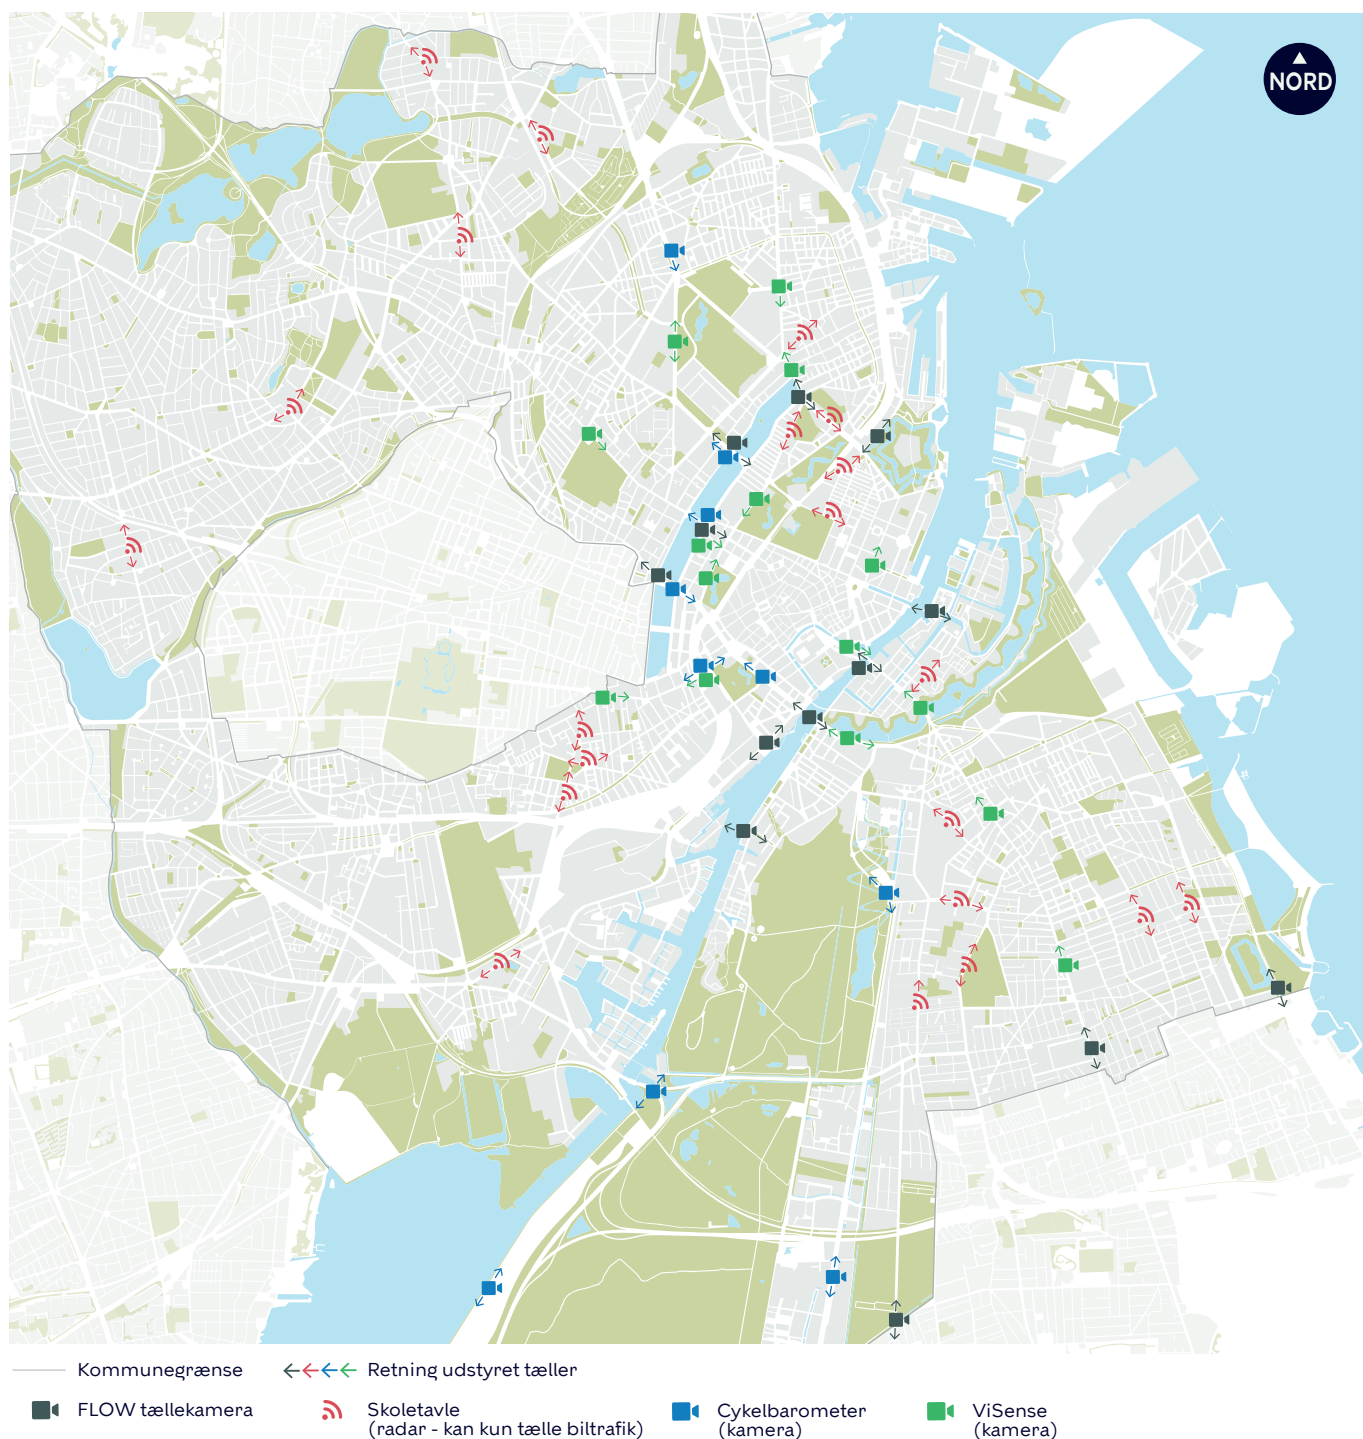 NORD
Kommunegrænse
Retning udstyret tæller
FLOW tællekamera
Skoletavle
(radar - kan kun tælle biltrafik)
Cykelbarometer
(kamera)
ViSense
(kamera)